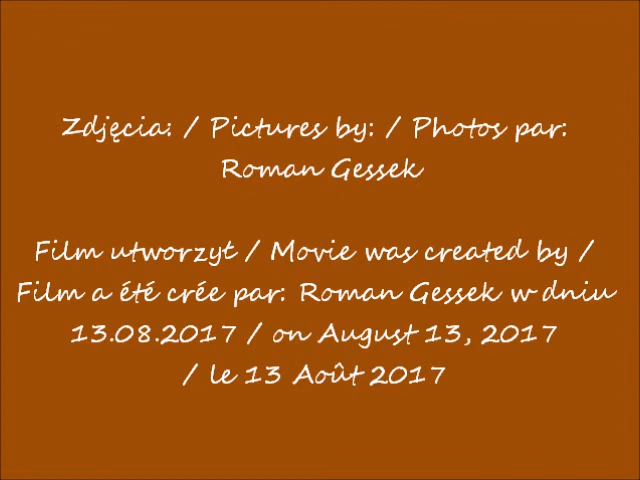 Zdjęcia: / Pictures by: / Photos par:
Roman Gessek
Film utworzył / Movie was created by /
Film a été crée par: Roman Gessek w dniu
13.08.2017 / on August 13, 2017
/ le 13 Août 2017